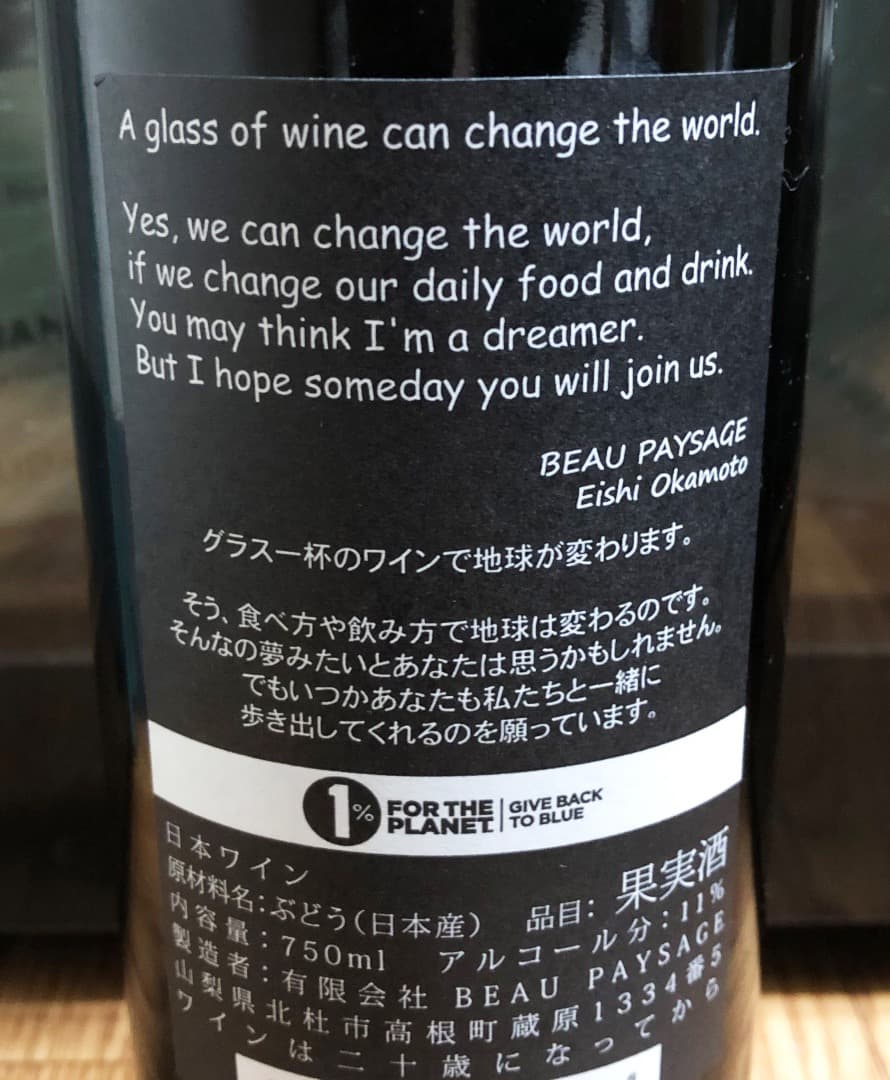 A glass of wine can change the world.
Yes, we can change the world,
if we change our daily food and drink.
You may think I'm a dreamer.
But I hope someday you will join us.
BEAU PAYSAGE
Eishi Okamoto
グラス一杯のワインで地球が変わります。
そう、食べ方や飲み方で地球は変わるのです。
そんなの夢みたいとあなたは思うかもしれません。
でもいつかあなたも私たちと一緒に
歩き出してくれるのを願っています。
1% FOR THE PLANET. GIVE BACK TO BLUE
日本ワイン
原材料名:ぶどう(日本産) 品目:果実酒
内容量:750ml アルコール分:11%
製造者:有限会社 BEAU PAYSAGE
山梨県北杜市高根町蔵原1334番5
ワインは二十歳になってから